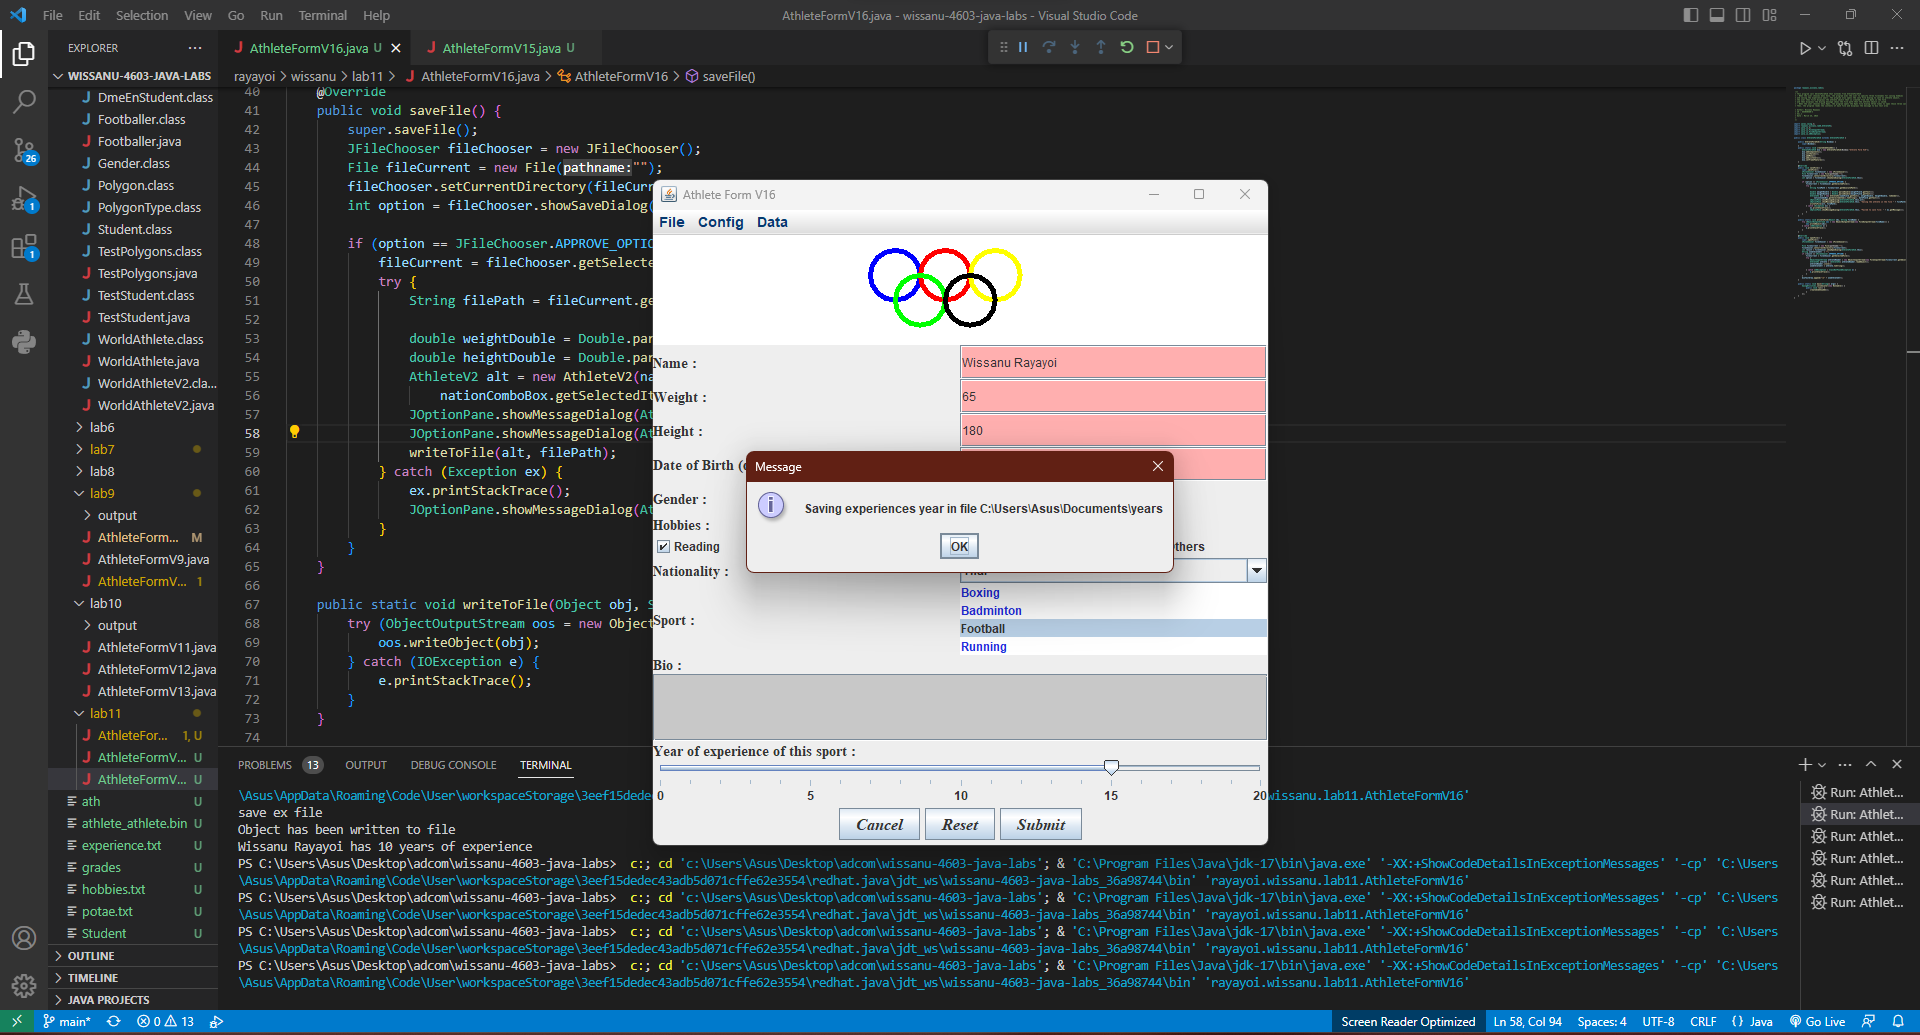 File Edit Selection View Go Run Terminal Help
AthleteFormV16.java - wissanu-4603-java-labs - Visual Studio Code
EXPLORER
WISSANU-4603-JAVA-LABS
DmeEnStudent.class
Footballer.class
Footballer.java
Gender.class
Polygon.class
PolygonType.class
Student.class
TestPolygons.class
TestPolygons.java
TestStudent.class
TestStudent.java
WorldAthlete.class
WorldAthlete.java
WorldAthleteV2.cla...
WorldAthleteV2.java
lab6
lab7
lab8
lab9
output
AthleteForm... M
AthleteFormV9.java
AthleteFormV... 1
lab10
output
AthleteFormV11.java
AthleteFormV12.java
AthleteFormV13.java
lab11
AthleteFor... 1, U
AthleteFormV... U
AthleteFormV... U
ath U
athlete_athlete.bin U
experience.txt U
grades U
hobbies.txt U
potae.txt U
Student U
OUTLINE
TIMELINE
JAVA PROJECTS
26
1
1
AthleteFormV16.java U
AthleteFormV15.java U
rayayoi > wissanu > lab11 > AthleteFormV16.java > AthleteFormV16 > saveFile()
40 @Override
41 public void saveFile() {
42 super.saveFile();
43 JFileChooser fileChooser = new JFileChooser();
44 File fileCurrent = new File(pathname:"");
45 fileChooser.setCurrentDirectory(fileCurr
46 int option = fileChooser.showSaveDialog(
47
48 if (option == JFileChooser.APPROVE_OPTIO
49 fileCurrent = fileChooser.getSelecte
50 try {
51 String filePath = fileCurrent.ge
52
53 double weightDouble = Double.par
54 double heightDouble = Double.par
55 AthleteV2 alt = new AthleteV2(na
56 nationComboBox.getSelectedIt
57 JOptionPane.showMessageDialog(At
58 JOptionPane.showMessageDialog(At
59 writeToFile(alt, filePath);
60 } catch (Exception ex) {
61 ex.printStackTrace();
62 JOptionPane.showMessageDialog(At
63 }
64 }
65 }
66
67 public static void writeToFile(Object obj, S
68 try (ObjectOutputStream oos = new Object
69 oos.writeObject(obj);
70 } catch (IOException e) {
71 e.printStackTrace();
72 }
73 }
74
Athlete Form V16
File Config Data
Name :
Wissanu Rayayoi
Weight :
65
Height :
180
Date of Birth (
Gender :
Hobbies :
Reading
thers
Nationality :
Sport :
Boxing
Badminton
Football
Running
Bio :
Year of experience of this sport :
0 5 10 15 20
Cancel Reset Submit
Message
Saving experiences year in file C:\Users\Asus\Documents\years
OK
PROBLEMS 13 OUTPUT DEBUG CONSOLE TERMINAL
\Asus\AppData\Roaming\Code\User\workspaceStorage\3eef15dede wissanu.lab11.AthleteFormV16'
save ex file
Object has been written to file
Wissanu Rayayoi has 10 years of experience
PS C:\Users\Asus\Desktop\adcom\wissanu-4603-java-labs> c:; cd 'c:\Users\Asus\Desktop\adcom\wissanu-4603-java-labs'; & 'C:\Program Files\Java\jdk-17\bin\java.exe' '-XX:+ShowCodeDetailsInExceptionMessages' '-cp' 'C:\Users
\Asus\AppData\Roaming\Code\User\workspaceStorage\3eef15dedec43adb5d071cffe62e3554\redhat.java\jdt_ws\wissanu-4603-java-labs_36a98744\bin' 'rayayoi.wissanu.lab11.AthleteFormV16'
PS C:\Users\Asus\Desktop\adcom\wissanu-4603-java-labs> c:; cd 'c:\Users\Asus\Desktop\adcom\wissanu-4603-java-labs'; & 'C:\Program Files\Java\jdk-17\bin\java.exe' '-XX:+ShowCodeDetailsInExceptionMessages' '-cp' 'C:\Users
\Asus\AppData\Roaming\Code\User\workspaceStorage\3eef15dedec43adb5d071cffe62e3554\redhat.java\jdt_ws\wissanu-4603-java-labs_36a98744\bin' 'rayayoi.wissanu.lab11.AthleteFormV16'
PS C:\Users\Asus\Desktop\adcom\wissanu-4603-java-labs> c:; cd 'c:\Users\Asus\Desktop\adcom\wissanu-4603-java-labs'; & 'C:\Program Files\Java\jdk-17\bin\java.exe' '-XX:+ShowCodeDetailsInExceptionMessages' '-cp' 'C:\Users
\Asus\AppData\Roaming\Code\User\workspaceStorage\3eef15dedec43adb5d071cffe62e3554\redhat.java\jdt_ws\wissanu-4603-java-labs_36a98744\bin' 'rayayoi.wissanu.lab11.AthleteFormV16'
PS C:\Users\Asus\Desktop\adcom\wissanu-4603-java-labs> c:; cd 'c:\Users\Asus\Desktop\adcom\wissanu-4603-java-labs'; & 'C:\Program Files\Java\jdk-17\bin\java.exe' '-XX:+ShowCodeDetailsInExceptionMessages' '-cp' 'C:\Users
\Asus\AppData\Roaming\Code\User\workspaceStorage\3eef15dedec43adb5d071cffe62e3554\redhat.java\jdt_ws\wissanu-4603-java-labs_36a98744\bin' 'rayayoi.wissanu.lab11.AthleteFormV16'
Run: Athlet...
Run: Athlet...
Run: Athlet...
Run: Athlet...
Run: Athlet...
Run: Athlet...
main* 0 13
Screen Reader Optimized Ln 58, Col 94 Spaces: 4 UTF-8 CRLF {} Java Go Live